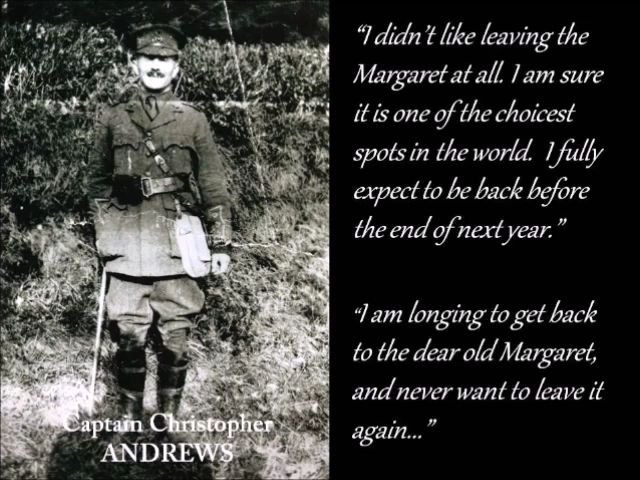 “I didn’t like leaving the
Margaret at all. I am sure
it is one of the choicest
spots in the world. I fully
expect to be back before
the end of next year.”
“I am longing to get back
to the dear old Margaret,
and never want to leave it
again...”
Captain Christopher
ANDREWS